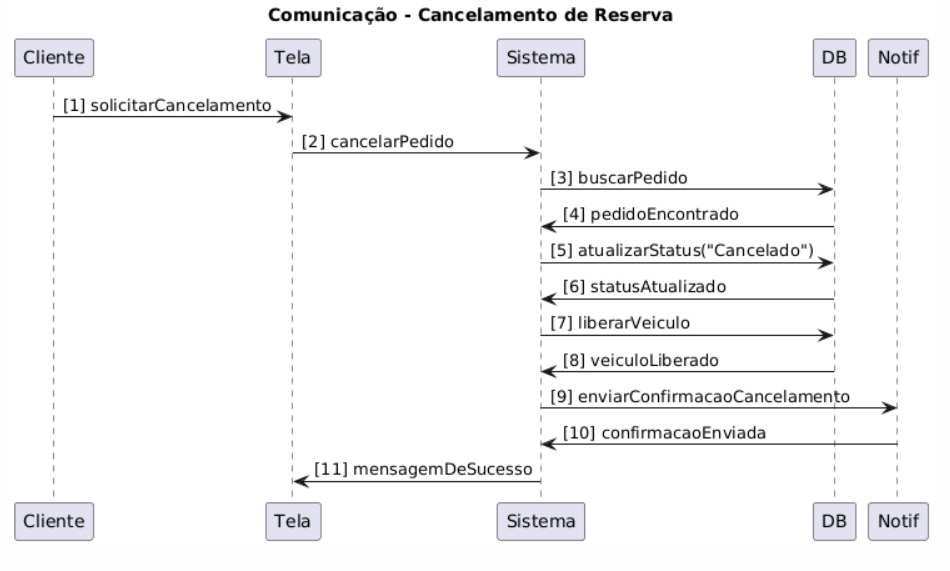 Comunicação - Cancelamento de Reserva
Cliente Tela Sistema DB Notif
[1] solicitarCancelamento
[2] cancelarPedido
[3] buscarPedido
[4] pedidoEncontrado
[5] atualizarStatus("Cancelado")
[6] statusAtualizado
[7] liberarVeiculo
[8] veiculoLiberado
[9] enviarConfirmacaoCancelamento
[10] confirmacaoEnviada
[11] mensagemDeSucesso
Cliente Tela Sistema DB Notif